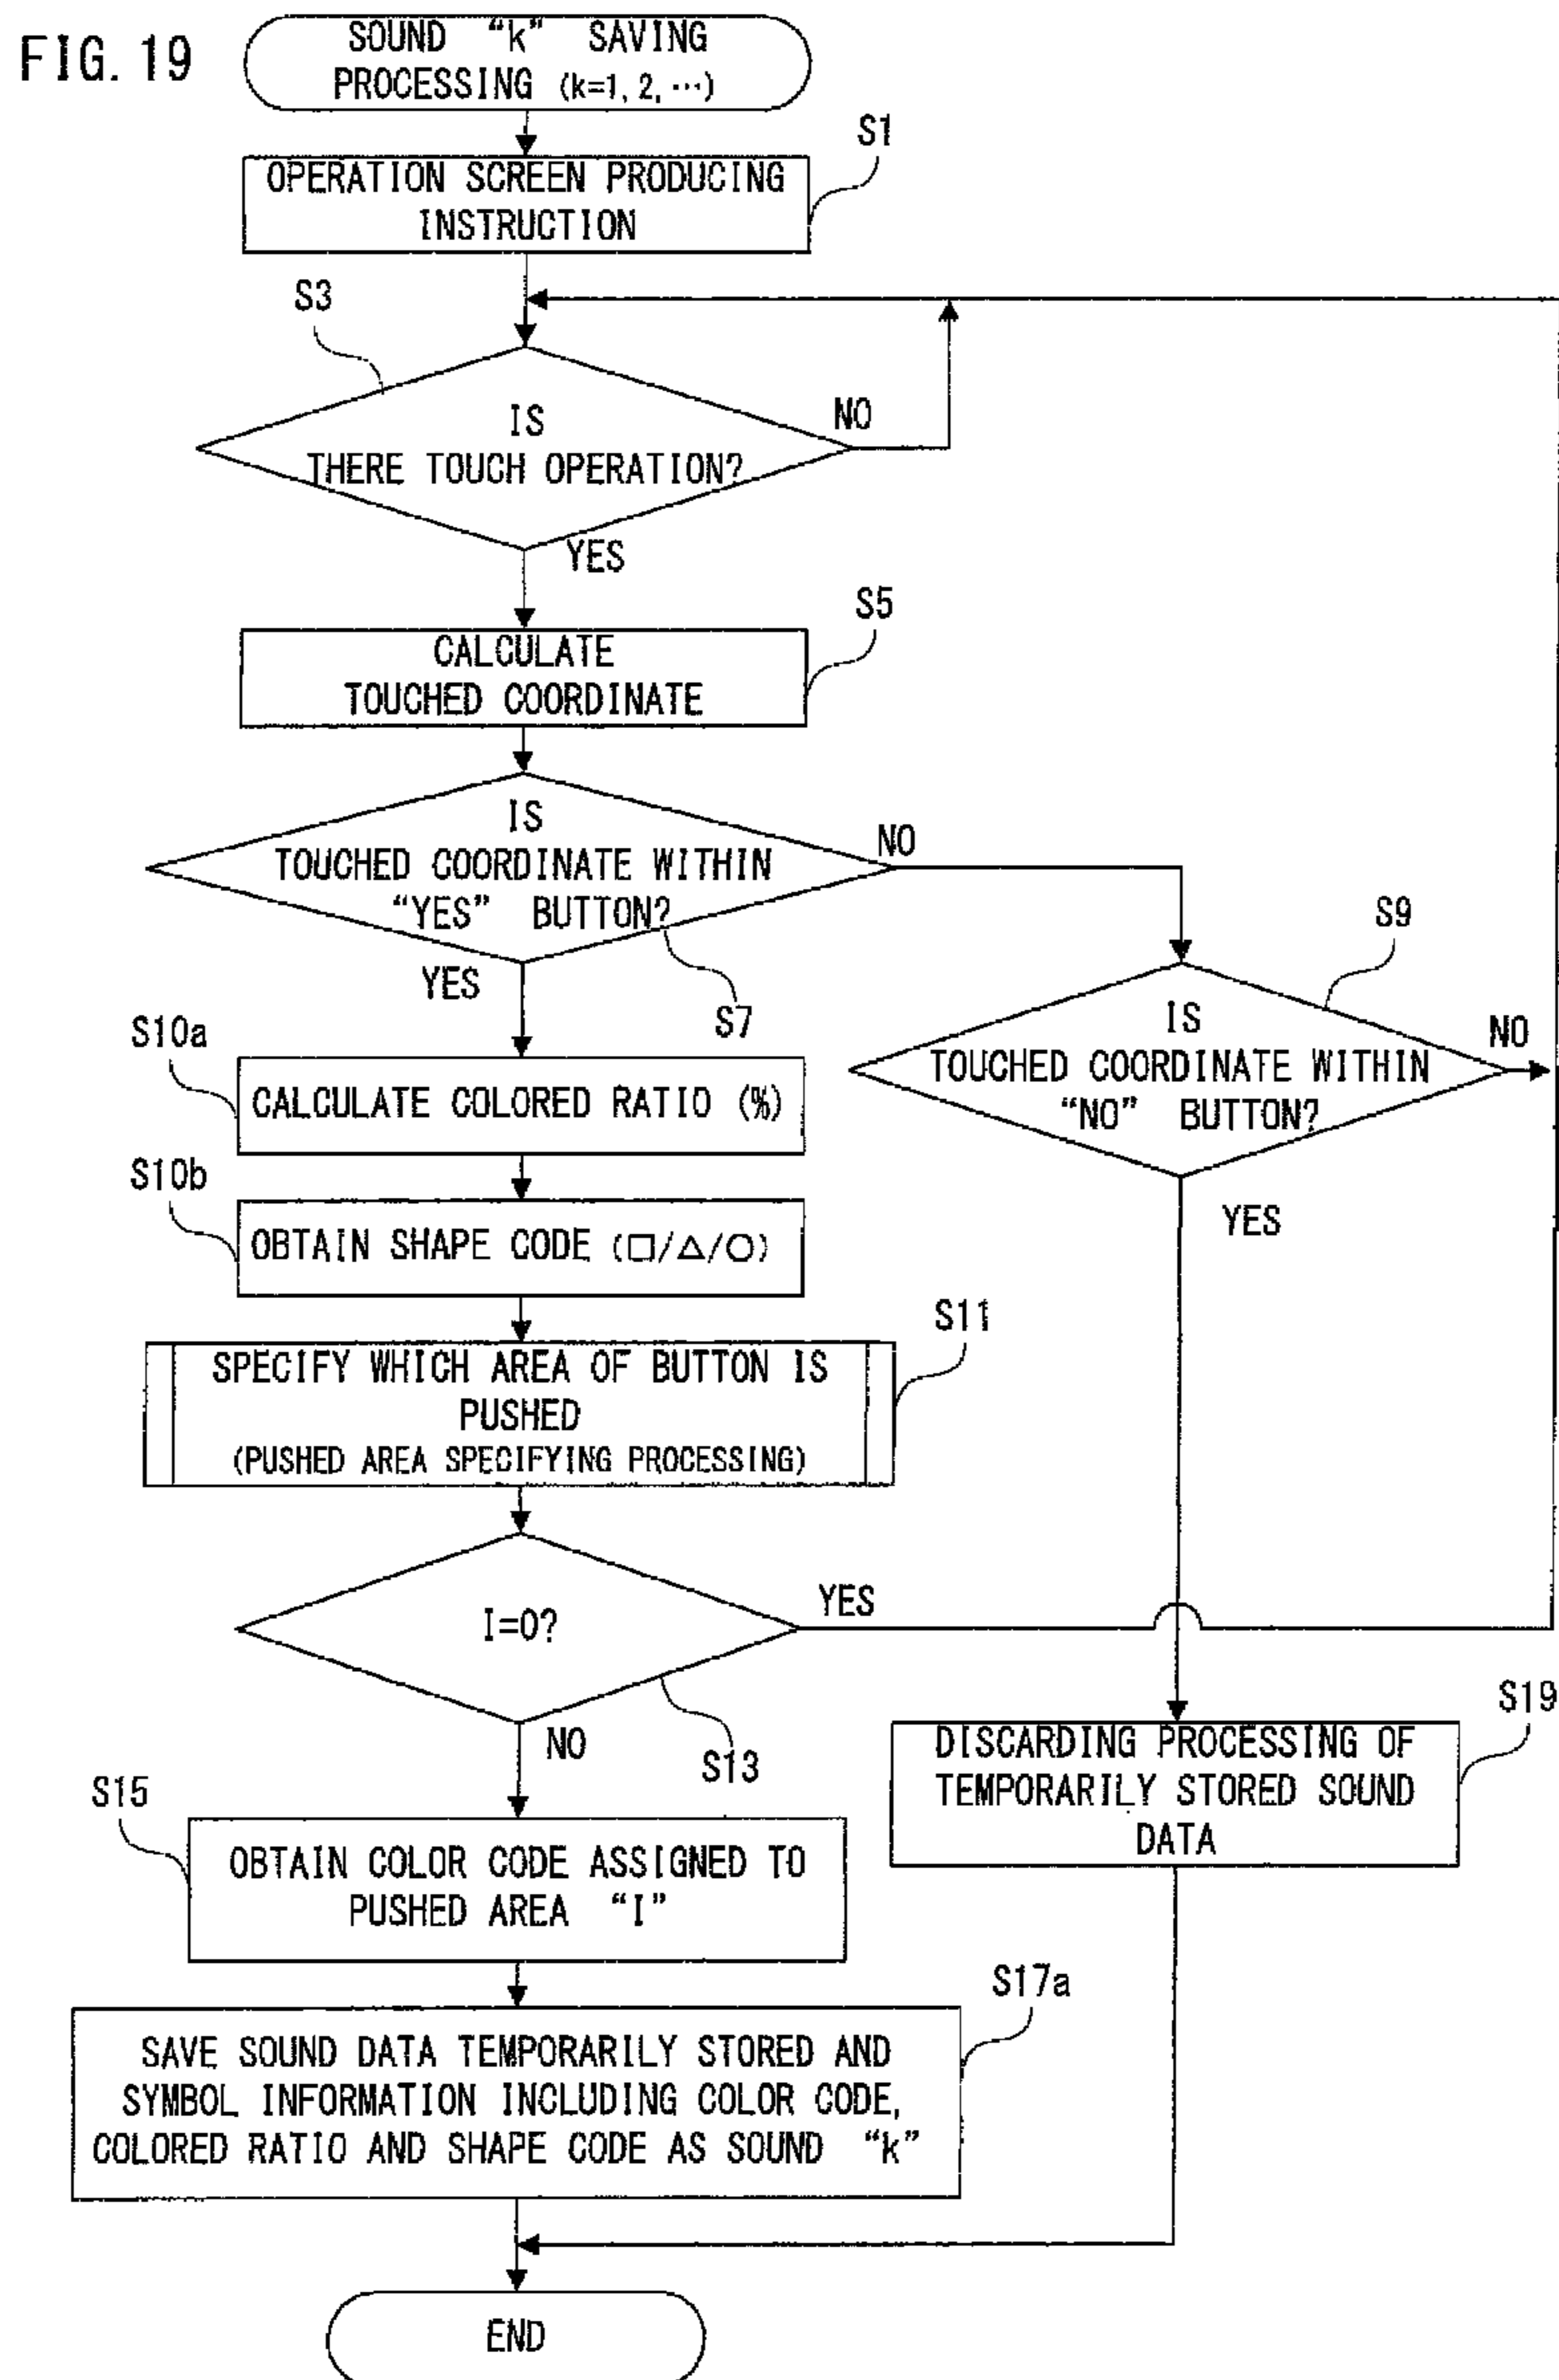 FIG. 19
SOUND “k” SAVING
PROCESSING (k=1, 2, ···)
S1
OPERATION SCREEN PRODUCING
INSTRUCTION
S3
IS
THERE TOUCH OPERATION?
NO
YES
S5
CALCULATE
TOUCHED COORDINATE
IS
TOUCHED COORDINATE WITHIN
“YES” BUTTON?
NO
YES
S7
S9
IS
TOUCHED COORDINATE WITHIN
“NO” BUTTON?
NO
YES
S10a
CALCULATE COLORED RATIO (%)
S10b
OBTAIN SHAPE CODE (□/△/○)
S11
SPECIFY WHICH AREA OF BUTTON IS
PUSHED
(PUSHED AREA SPECIFYING PROCESSING)
I=0?
YES
NO
S13
S19
DISCARDING PROCESSING OF
TEMPORARILY STORED SOUND
DATA
S15
OBTAIN COLOR CODE ASSIGNED TO
PUSHED AREA “I”
S17a
SAVE SOUND DATA TEMPORARILY STORED AND
SYMBOL INFORMATION INCLUDING COLOR CODE,
COLORED RATIO AND SHAPE CODE AS SOUND “k”
END